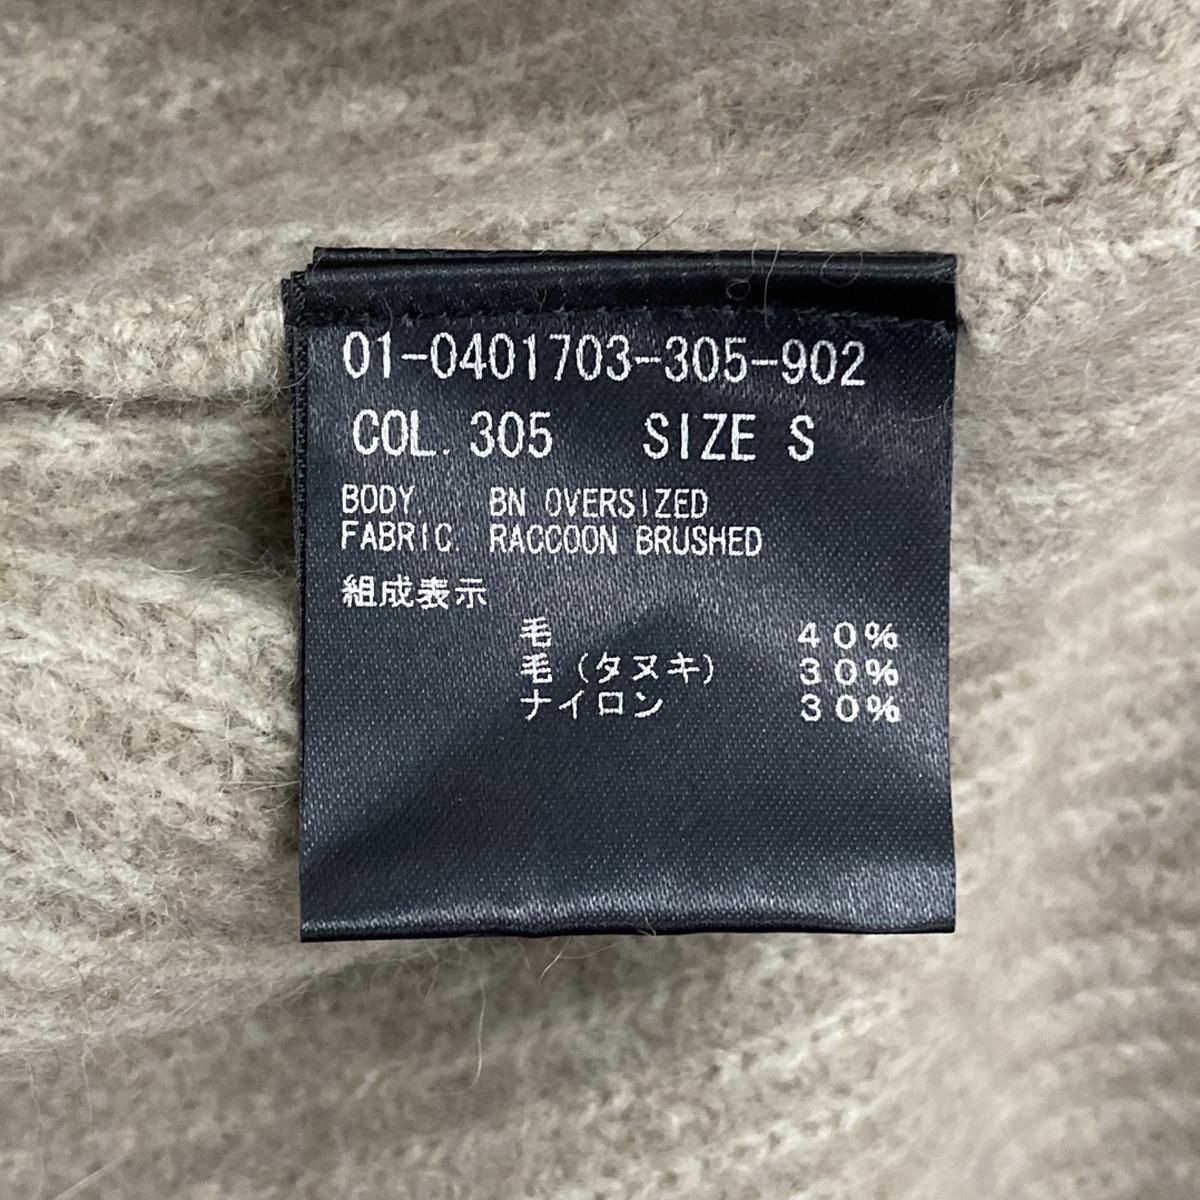 01-0401703-305-902
COL. 305 SIZE S
BODY. BN OVERSIZED
FABRIC. RACCOON BRUSHED
組成表示
毛 40%
毛(タヌキ) 30%
ナイロン 30%